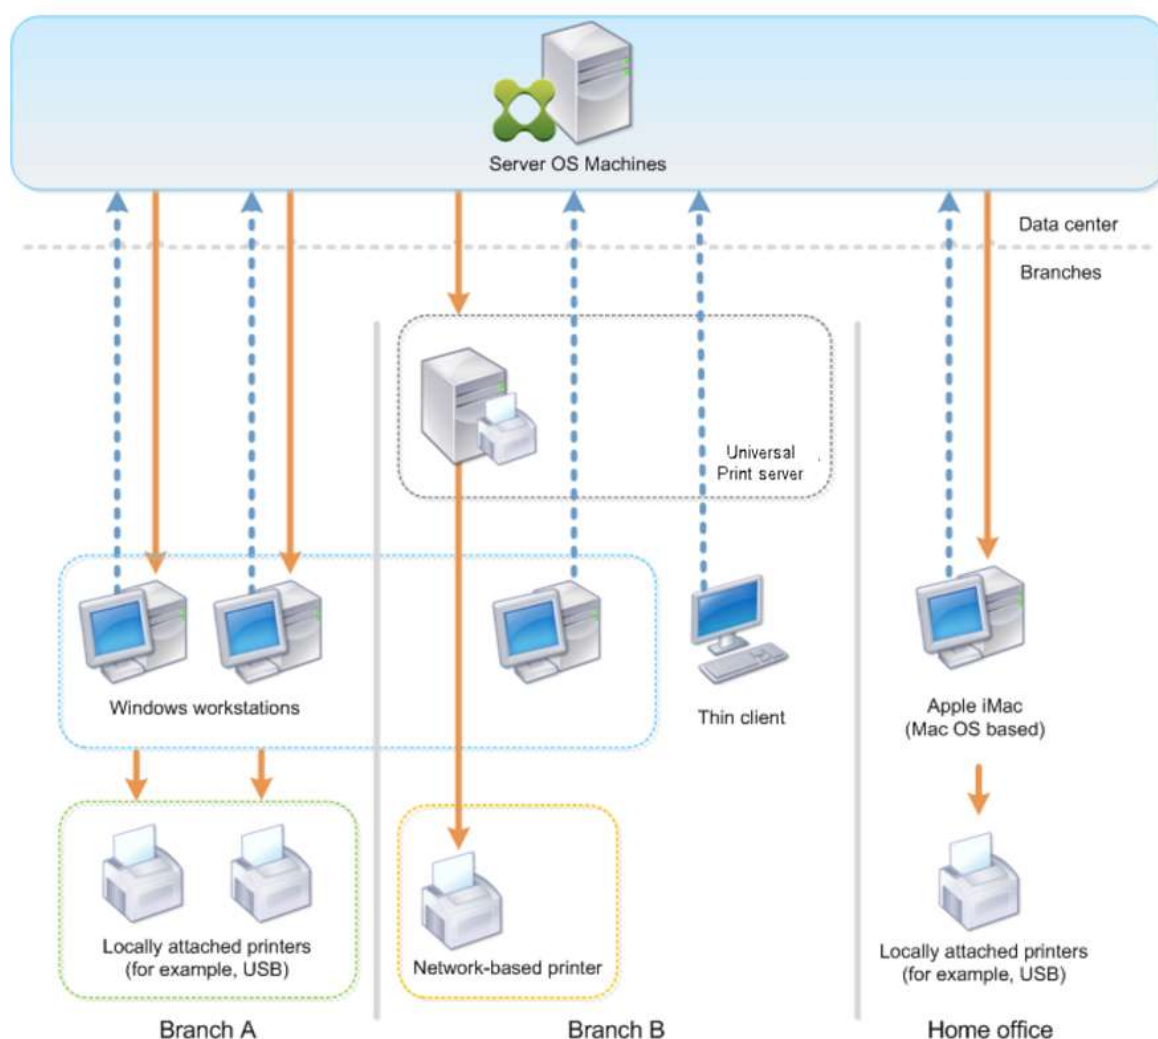 Server OS Machines
Data center
Branches
Universal
Print server
Windows workstations
Thin client
Apple iMac
(Mac OS based)
Locally attached printers
(for example, USB)
Network-based printer
Locally attached printers
(for example, USB)
Branch A
Branch B
Home office